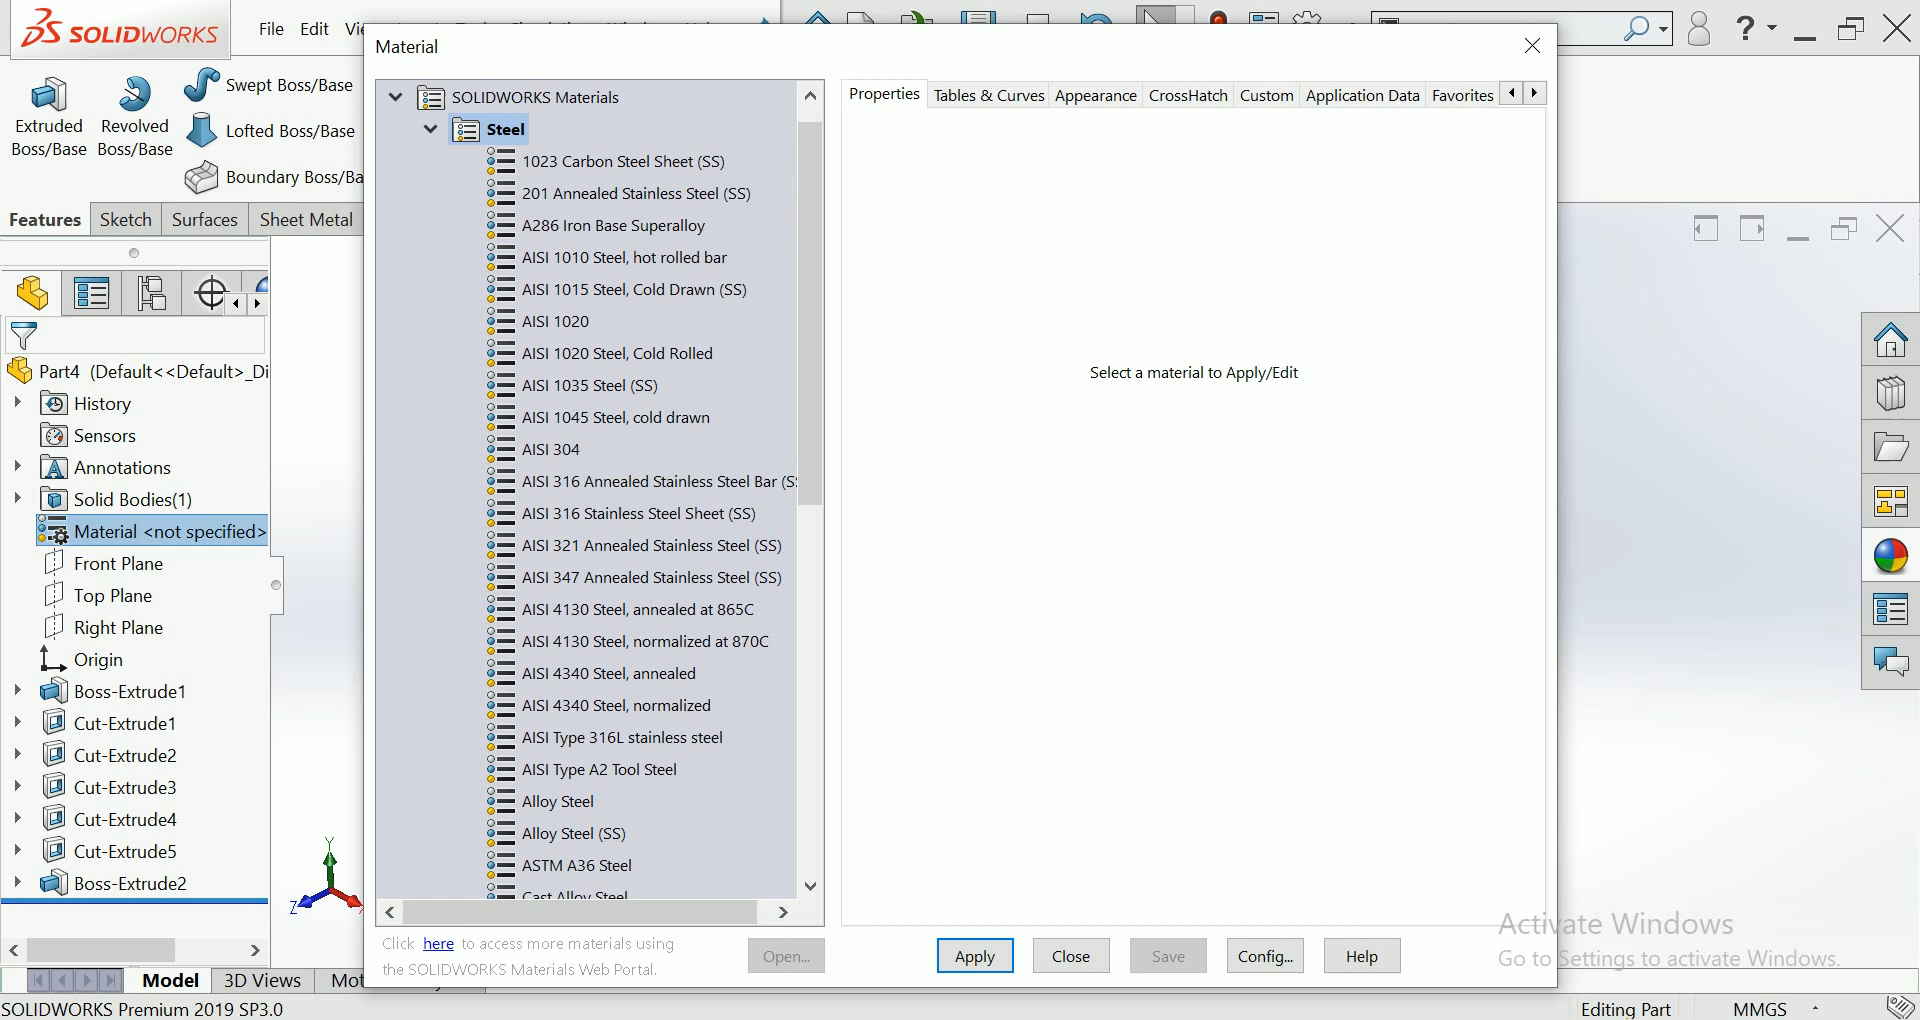 SOLIDWORKS
File Edit
Material
Extruded Boss/Base
Revolved Boss/Base
Swept Boss/Base
Lofted Boss/Base
Boundary Boss/Ba
Features Sketch Surfaces Sheet Metal
Part4 (Default<<Default>_Di
History
Sensors
Annotations
Solid Bodies(1)
Material <not specified>
Front Plane
Top Plane
Right Plane
Origin
Boss-Extrude1
Cut-Extrude1
Cut-Extrude2
Cut-Extrude3
Cut-Extrude4
Cut-Extrude5
Boss-Extrude2
Y
Z
SOLIDWORKS Materials
Steel
1023 Carbon Steel Sheet (SS)
201 Annealed Stainless Steel (SS)
A286 Iron Base Superalloy
AISI 1010 Steel, hot rolled bar
AISI 1015 Steel, Cold Drawn (SS)
AISI 1020
AISI 1020 Steel, Cold Rolled
AISI 1035 Steel (SS)
AISI 1045 Steel, cold drawn
AISI 304
AISI 316 Annealed Stainless Steel Bar (S
AISI 316 Stainless Steel Sheet (SS)
AISI 321 Annealed Stainless Steel (SS)
AISI 347 Annealed Stainless Steel (SS)
AISI 4130 Steel, annealed at 865C
AISI 4130 Steel, normalized at 870C
AISI 4340 Steel, annealed
AISI 4340 Steel, normalized
AISI Type 316L stainless steel
AISI Type A2 Tool Steel
Alloy Steel
Alloy Steel (SS)
ASTM A36 Steel
Cast Alloy Steel
Click here to access more materials using
the SOLIDWORKS Materials Web Portal.
Open...
Properties Tables & Curves Appearance CrossHatch Custom Application Data Favorites
Select a material to Apply/Edit
Apply Close Save Config... Help
Activate Windows
Go to Settings to activate Windows.
Model 3D Views Mot
SOLIDWORKS Premium 2019 SP3.0
Editing Part MMGS